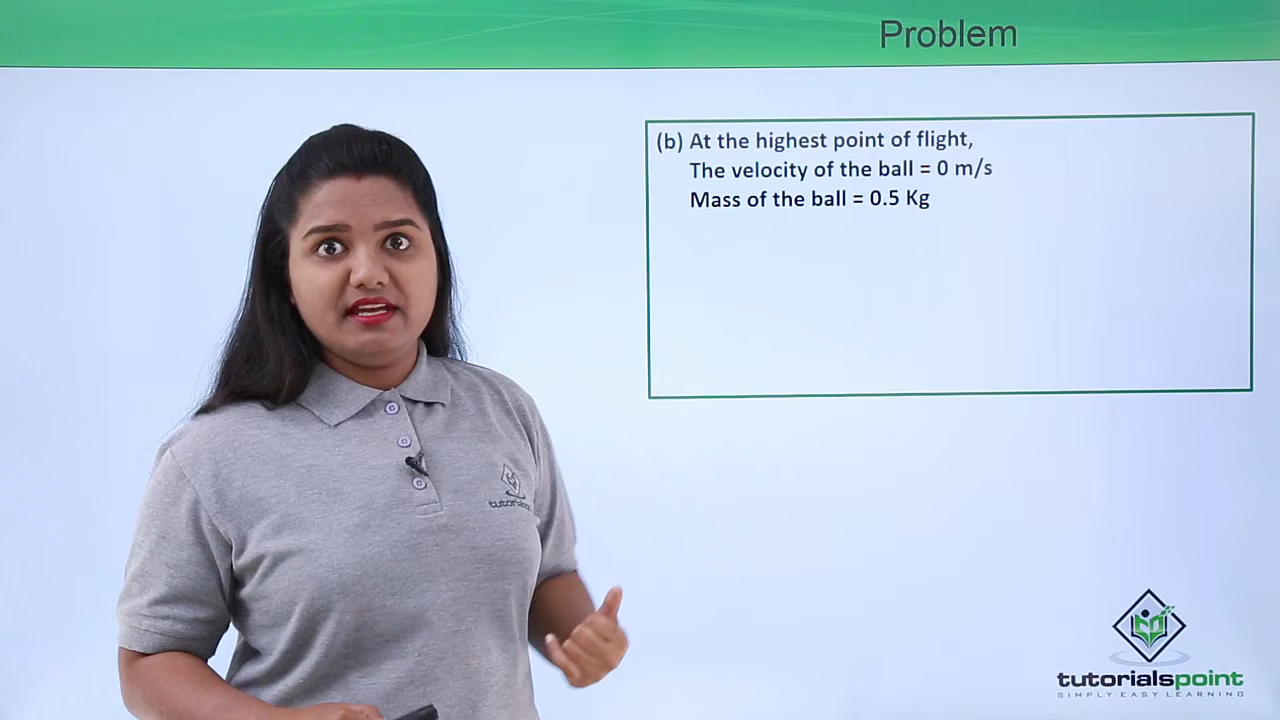 Problem
(b) At the highest point of flight,
The velocity of the ball = 0 m/s
Mass of the ball = 0.5 Kg
tutorialspoint
SIMPLY EASY LEARNING